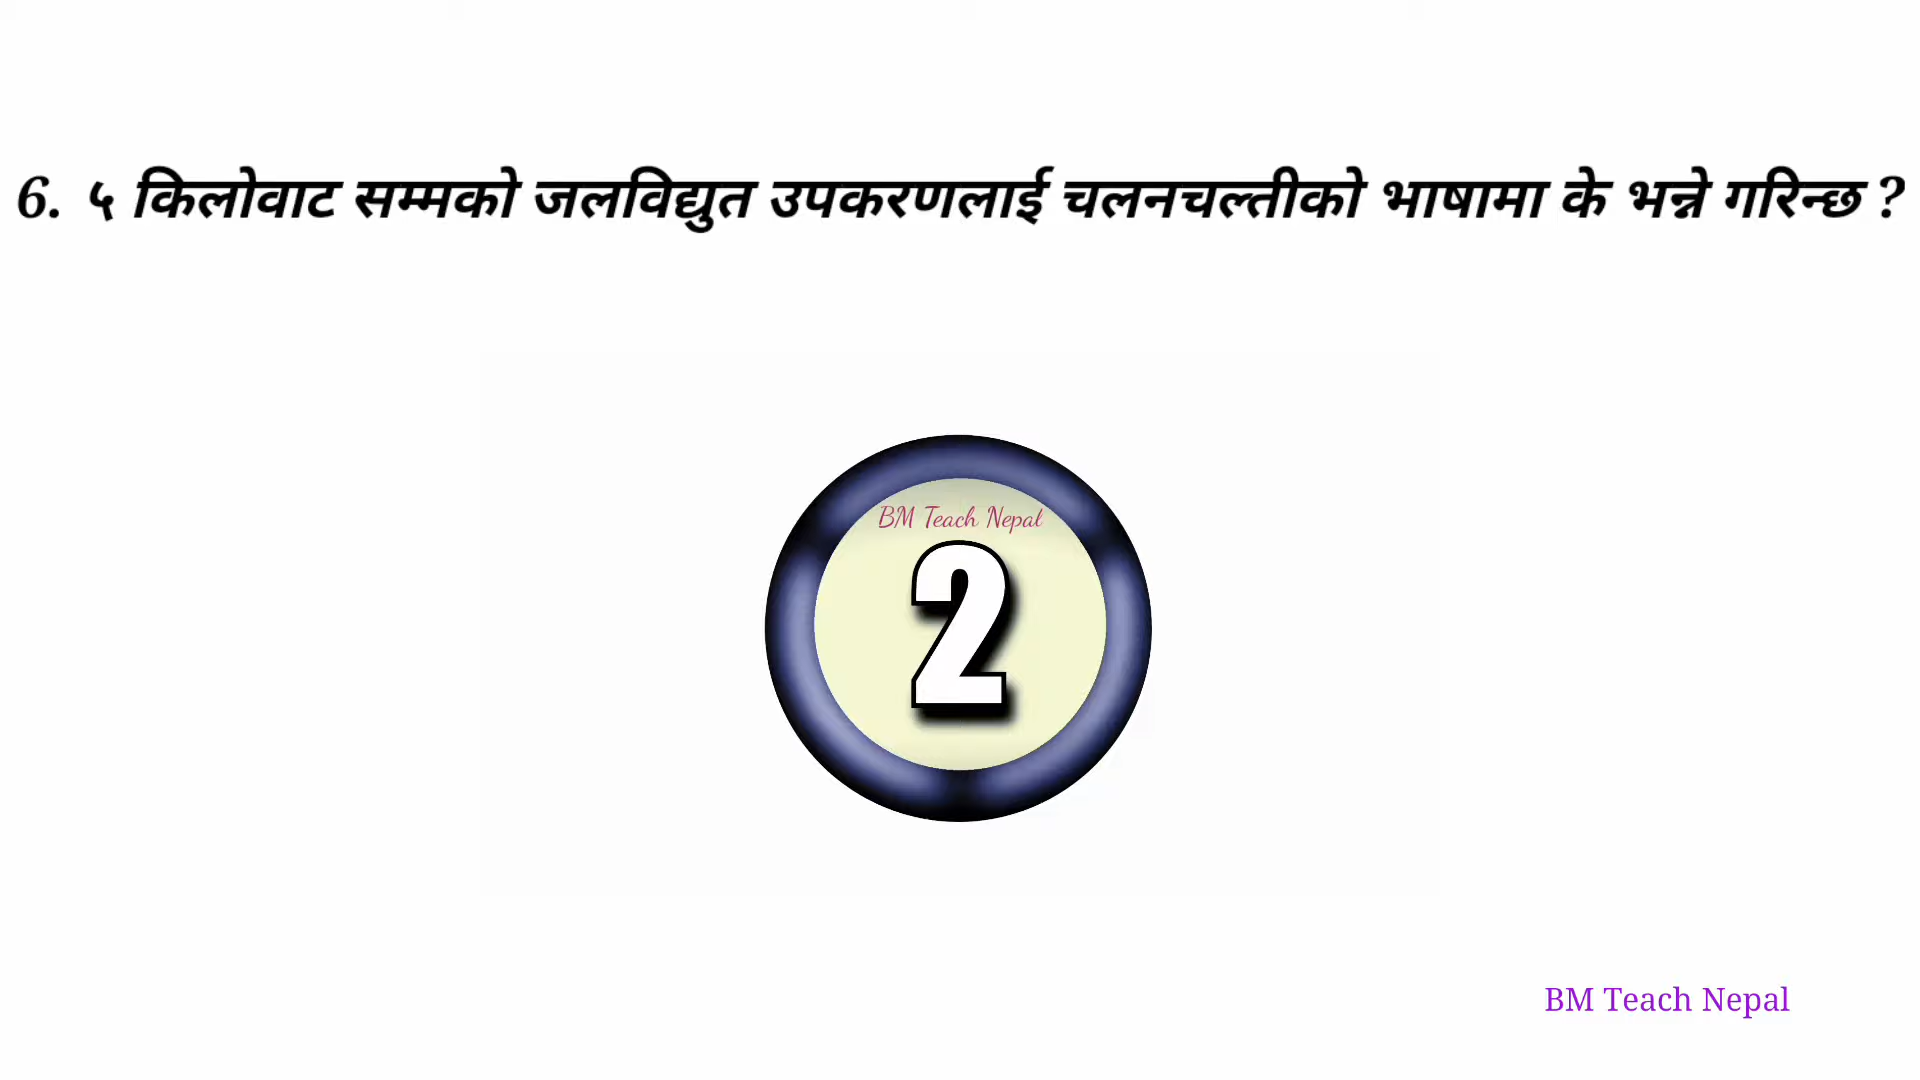 6. ५ किलोवाट सम्मको जलविद्युत उपकरणलाई चलनचल्तीको भाषामा के भन्ने गरिन्छ ?
BM Teach Nepal
2
BM Teach Nepal